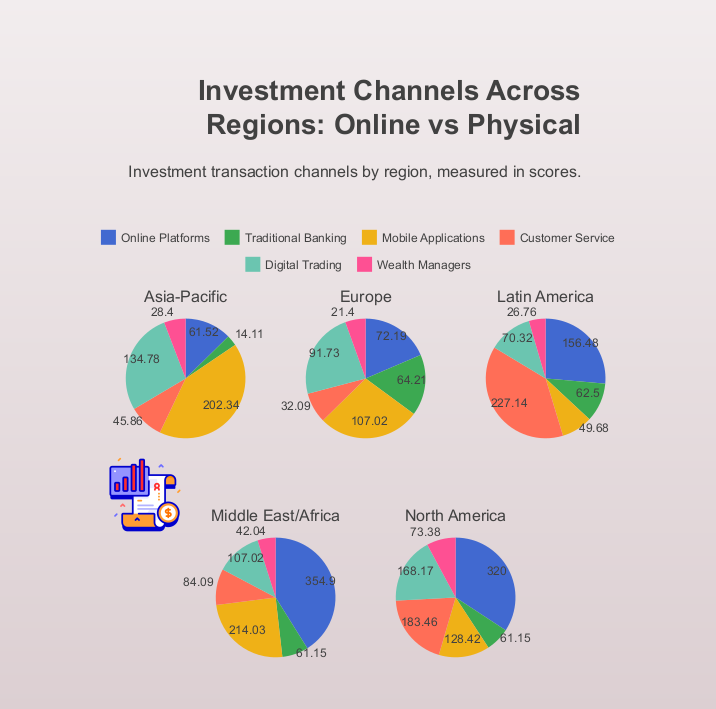 Investment Channels Across
Regions: Online vs Physical
Investment transaction channels by region, measured in scores.
Online Platforms Traditional Banking Mobile Applications Customer Service
Digital Trading Wealth Managers
Asia-Pacific Europe Latin America
28.4 21.4 26.76
61.52 14.11 72.19 70.32 156.48
134.78 91.73
202.34 32.09 64.21 227.14 62.5
45.86 107.02 49.68
$
Middle East/Africa North America
42.04 73.38
107.02 354.9 168.17 320
84.09
214.03 183.46 128.42 61.15
61.15